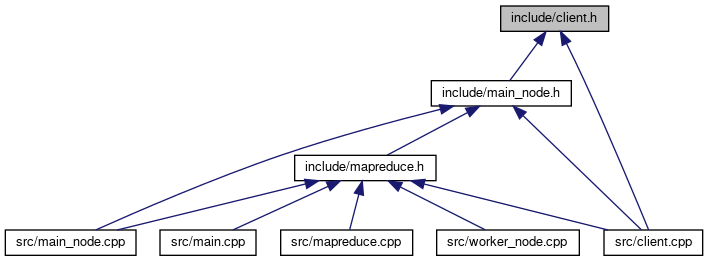 include/client.h
include/main_node.h
include/mapreduce.h
src/main_node.cpp
src/main.cpp
src/mapreduce.cpp
src/worker_node.cpp
src/client.cpp